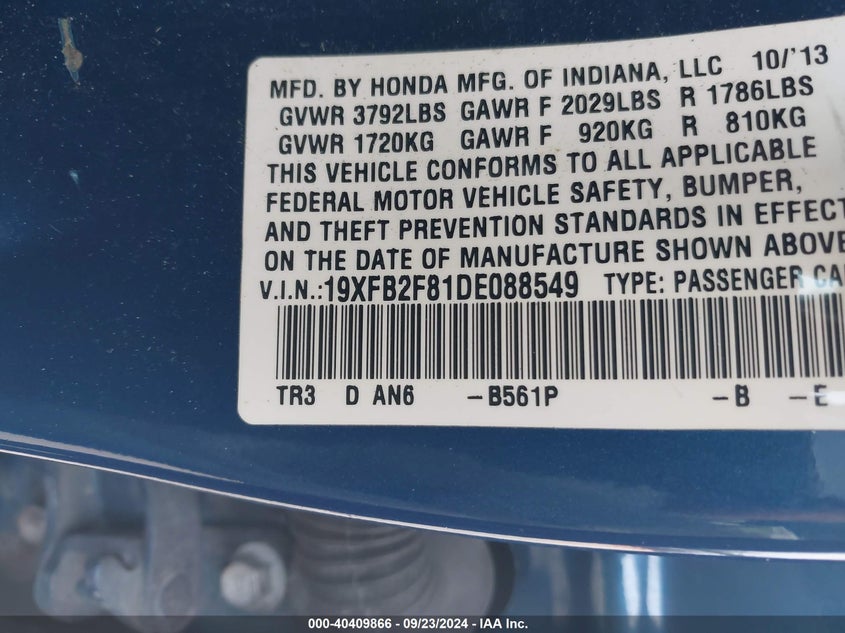 MFD. BY HONDA MFG. OF INDIANA, LLC 10/'13
GVWR 3792LBS GAWR F 2029LBS R 1786LBS
GVWR 1720KG GAWR F 920KG R 810KG
THIS VEHICLE CONFORMS TO ALL APPLICABLE
FEDERAL MOTOR VEHICLE SAFETY, BUMPER,
AND THEFT PREVENTION STANDARDS IN EFFECT
ON THE DATE OF MANUFACTURE SHOWN ABOVE
V.I.N.:19XFB2F81DE088549 TYPE: PASSENGER CA
TR3 D AN6 -B561P -B -E
000-40409866 - 09/23/2024 - IAA Inc.